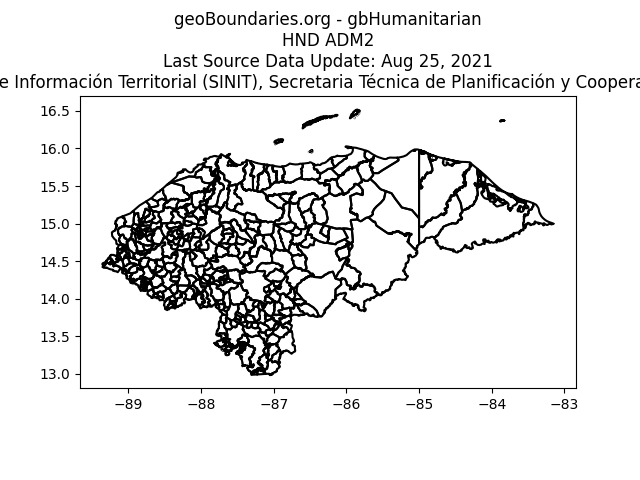 geoBoundaries.org - gbHumanitarian
HND ADM2
Last Source Data Update: Aug 25, 2021
e Información Territorial (SINIT), Secretaria Técnica de Planificación y Coopera
16.5
16.0
15.5
15.0
14.5
14.0
13.5
13.0
−89 −88 −87 −86 −85 −84 −83